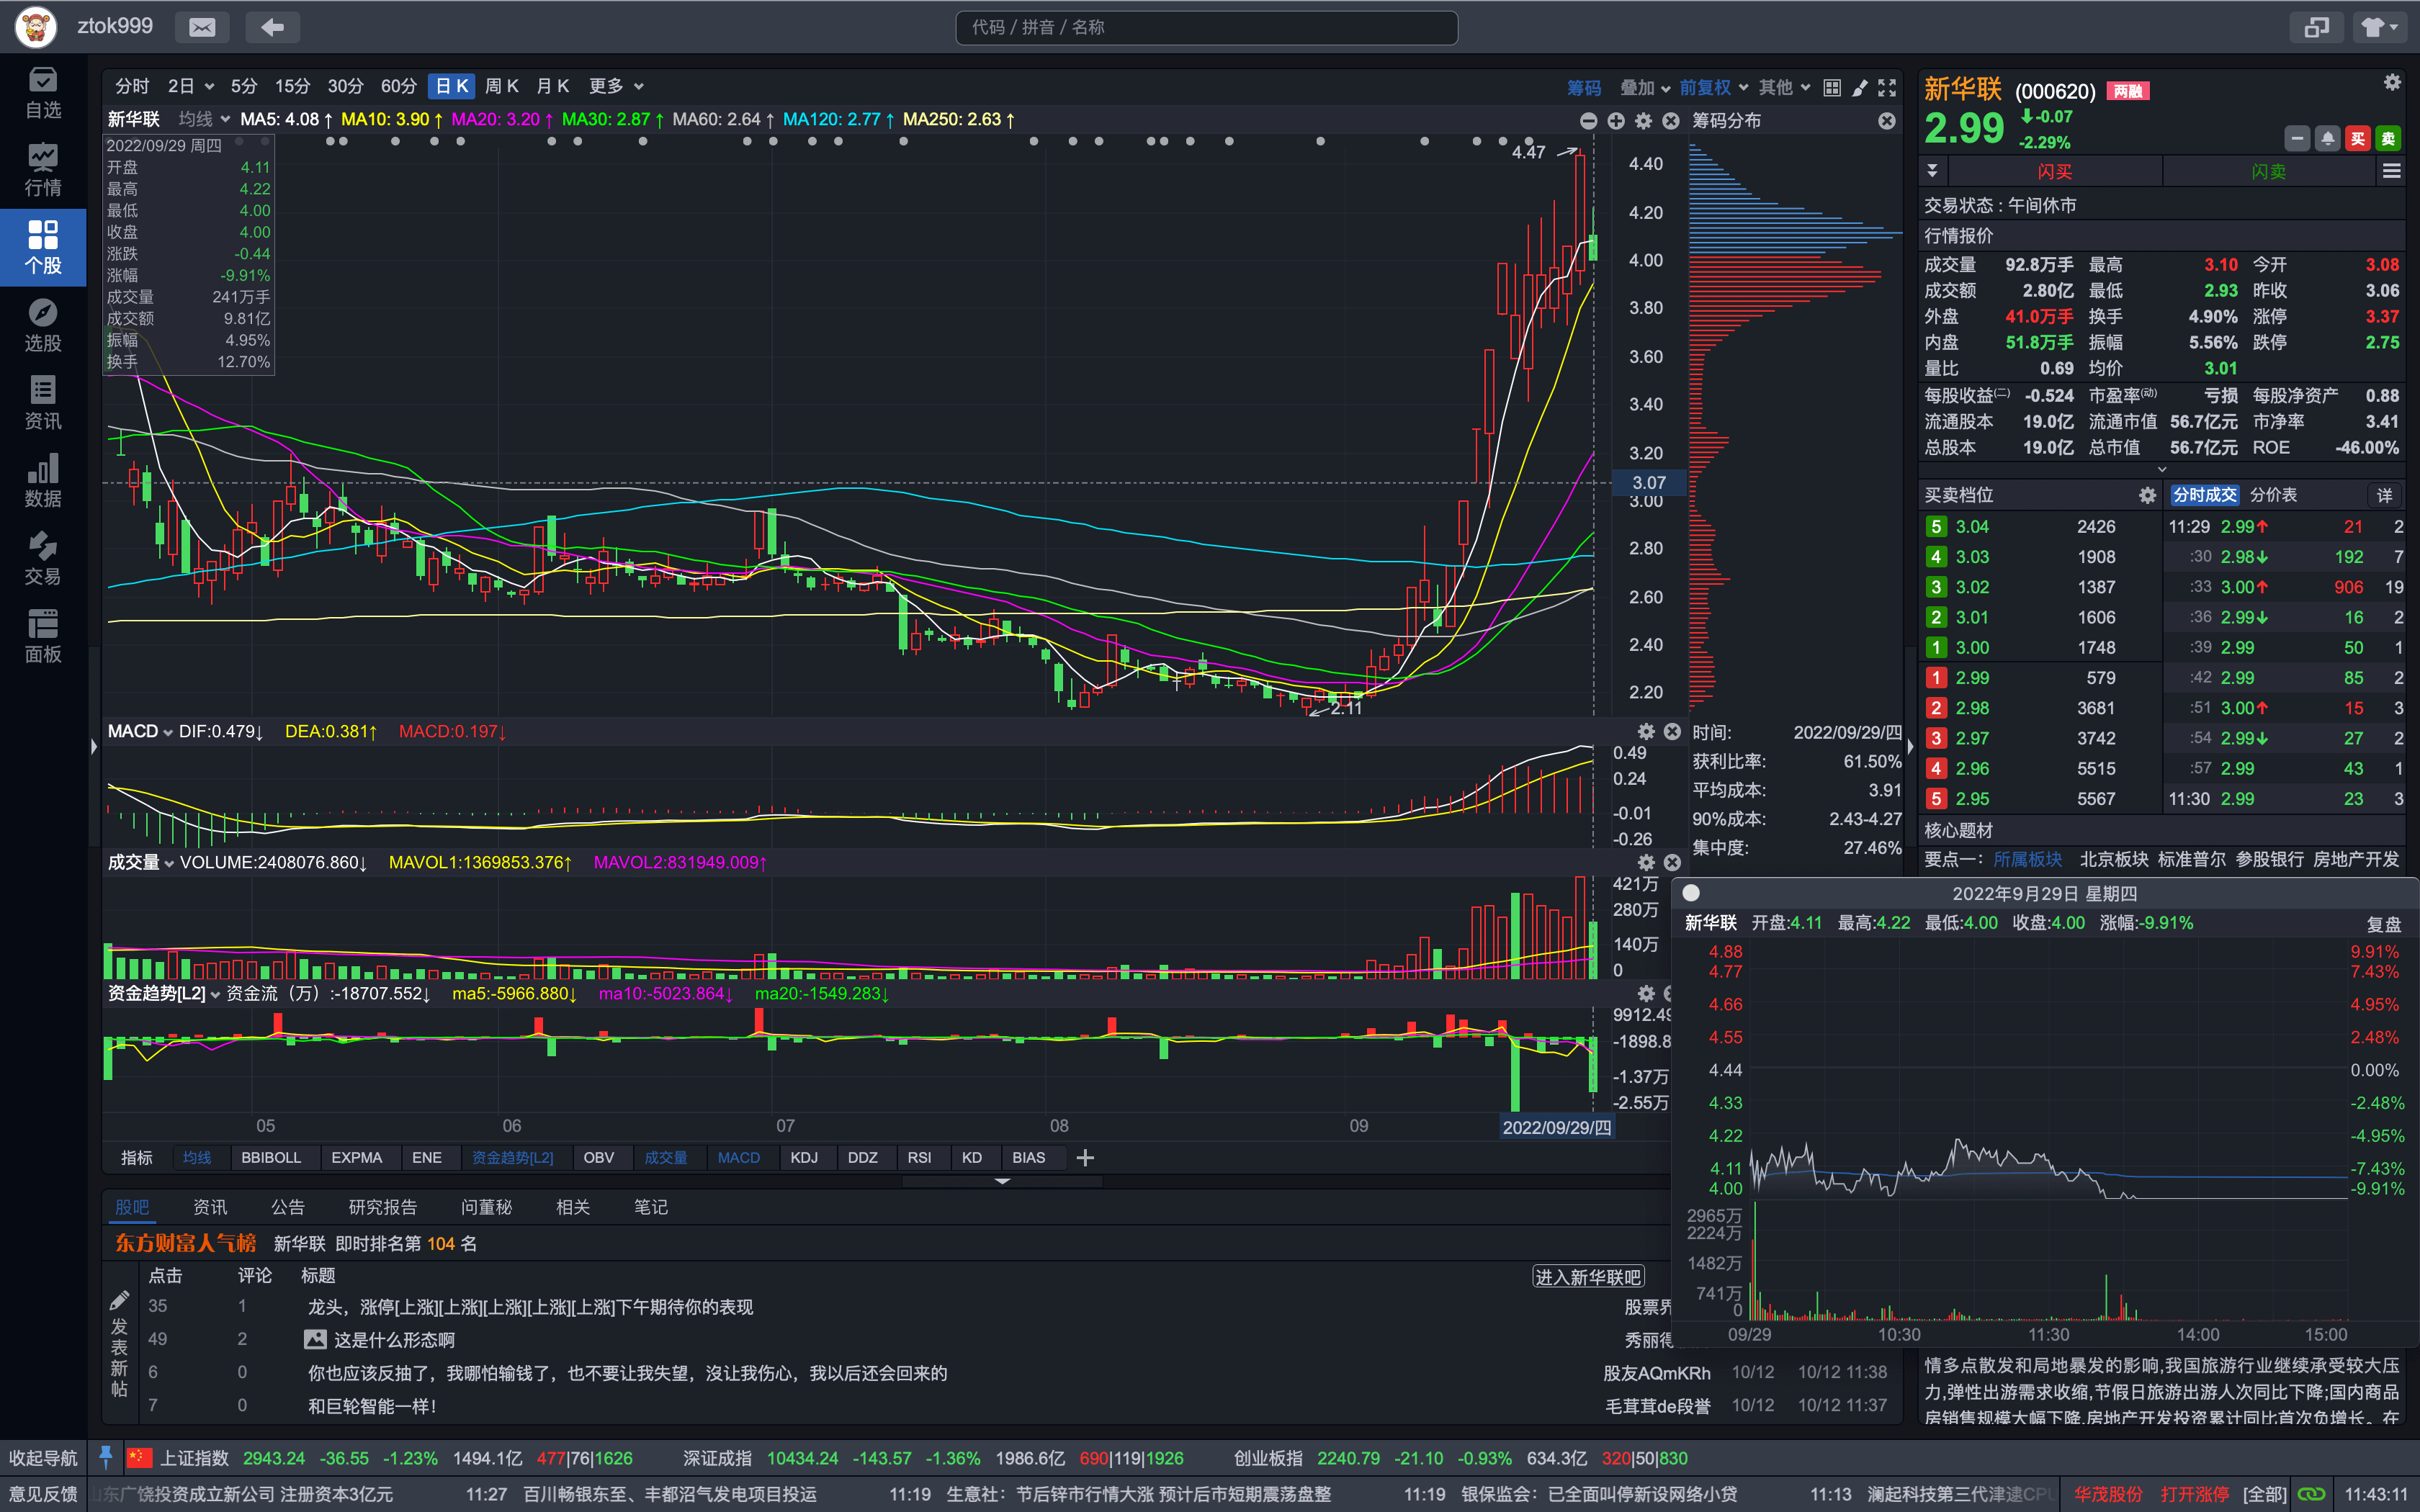 ztok999
代码 / 拼音 / 名称
自选
行情
个股
选股
资讯
数据
交易
面板
分时 2日 5分 15分 30分 60分 日K 周K 月K 更多
筹码 叠加 前复权 其他
新华联 均线 MA5: 4.08 ↑ MA10: 3.90 ↑ MA20: 3.20 ↑ MA30: 2.87 ↑ MA60: 2.64 ↑ MA120: 2.77 ↑ MA250: 2.63 ↑
2022/09/29 周四
开盘 4.11
最高 4.22
最低 4.00
收盘 4.00
涨跌 -0.44
涨幅 -9.91%
成交量 241万手
成交额 9.81亿
振幅 4.95%
换手 12.70%
4.47
2.11
4.40
4.20
4.00
3.80
3.60
3.40
3.20
3.07
3.00
2.80
2.60
2.40
2.20
筹码分布
时间: 2022/09/29/四
获利比率: 61.50%
平均成本: 3.91
90%成本: 2.43-4.27
集中度: 27.46%
MACD DIF:0.479↓ DEA:0.381↑ MACD:0.197↓
0.49
0.24
-0.01
-0.26
成交量 VOLUME:2408076.860↓ MAVOL1:1369853.376↑ MAVOL2:831949.009↑
421万
280万
140万
0
资金趋势[L2] 资金流（万）:-18707.552↓ ma5:-5966.880↓ ma10:-5023.864↓ ma20:-1549.283↓
-1.37万
-2.55万
05 06 07 08 09 2022/09/29/四
指标 均线 BBIBOLL EXPMA ENE 资金趋势[L2] OBV 成交量 MACD KDJ DDZ RSI KD BIAS
股吧 资讯 公告 研究报告 问董秘 相关 笔记
东方财富人气榜 新华联 即时排名第 104 名
点击 评论 标题
进入新华联吧
发表新帖
35 1 龙头，涨停[上涨][上涨][上涨][上涨][上涨]下午期待你的表现 股票界
49 2 这是什么形态啊 秀丽得
6 0 你也应该反抽了，我哪怕输钱了，也不要让我失望，沒让我伤心，我以后还会回来的 股友AQmKRh 10/12 10/12 11:38
7 0 和巨轮智能一样！ 毛茸茸de段誉 10/12 10/12 11:37
新华联 (000620) 两融
2.99 -0.07
-2.29%
买 卖
闪买 闪卖
交易状态：午间休市
行情报价
成交量 92.8万手 最高 3.10 今开 3.08
成交额 2.80亿 最低 2.93 昨收 3.06
外盘 41.0万手 换手 4.90% 涨停 3.37
内盘 51.8万手 振幅 5.56% 跌停 2.75
量比 0.69 均价 3.01
每股收益(二) -0.524 市盈率(动) 亏损 每股净资产 0.88
流通股本 19.0亿 流通市值 56.7亿元 市净率 3.41
总股本 19.0亿 总市值 56.7亿元 ROE -46.00%
买卖档位 分时成交 分价表 详
5 3.04 2426
4 3.03 1908
3 3.02 1387
2 3.01 1606
1 3.00 1748
1 2.99 579
2 2.98 3681
3 2.97 3742
4 2.96 5515
5 2.95 5567
11:29 2.99↑ 21 2
:30 2.98↓ 192 7
:33 3.00↑ 906 19
:36 2.99↓ 16 2
:39 2.99 50 1
:42 2.99 85 2
:51 3.00↑ 15 3
:54 2.99↓ 27 2
:57 2.99 43 1
11:30 2.99 23 3
核心题材
要点一： 所属板块 北京板块 标准普尔 参股银行 房地产开发
2022年9月29日 星期四
新华联 开盘:4.11 最高:4.22 最低:4.00 收盘:4.00 涨幅:-9.91% 复盘
4.88 9.91%
4.77 7.43%
4.66 4.95%
4.55 2.48%
4.44 0.00%
4.33 -2.48%
4.22 -4.95%
4.11 -7.43%
4.00 -9.91%
2965万
2224万
1482万
741万
0
09/29 10:30 11:30 14:00 15:00
情多点散发和局地暴发的影响,我国旅游行业继续承受较大压
力,弹性出游需求收缩,节假日旅游出游人次同比下降;国内商品
房销售规模大幅下降,房地产开发投资累计同比首次负增长。在
收起导航 上证指数 2943.24 -36.55 -1.23% 1494.1亿 477|76|1626 深证成指 10434.24 -143.57 -1.36% 1986.6亿 690|119|1926 创业板指 2240.79 -21.10 -0.93% 634.3亿 320|50|830
意见反馈 东广饶投资成立新公司 注册资本3亿元 11:27 百川畅银东至、丰都沼气发电项目投运 11:19 生意社：节后锌市行情大涨 预计后市短期震荡盘整 11:19 银保监会：已全面叫停新设网络小贷 11:13 澜起科技第三代津逮CPU 华茂股份 打开涨停 [全部] 11:43:11